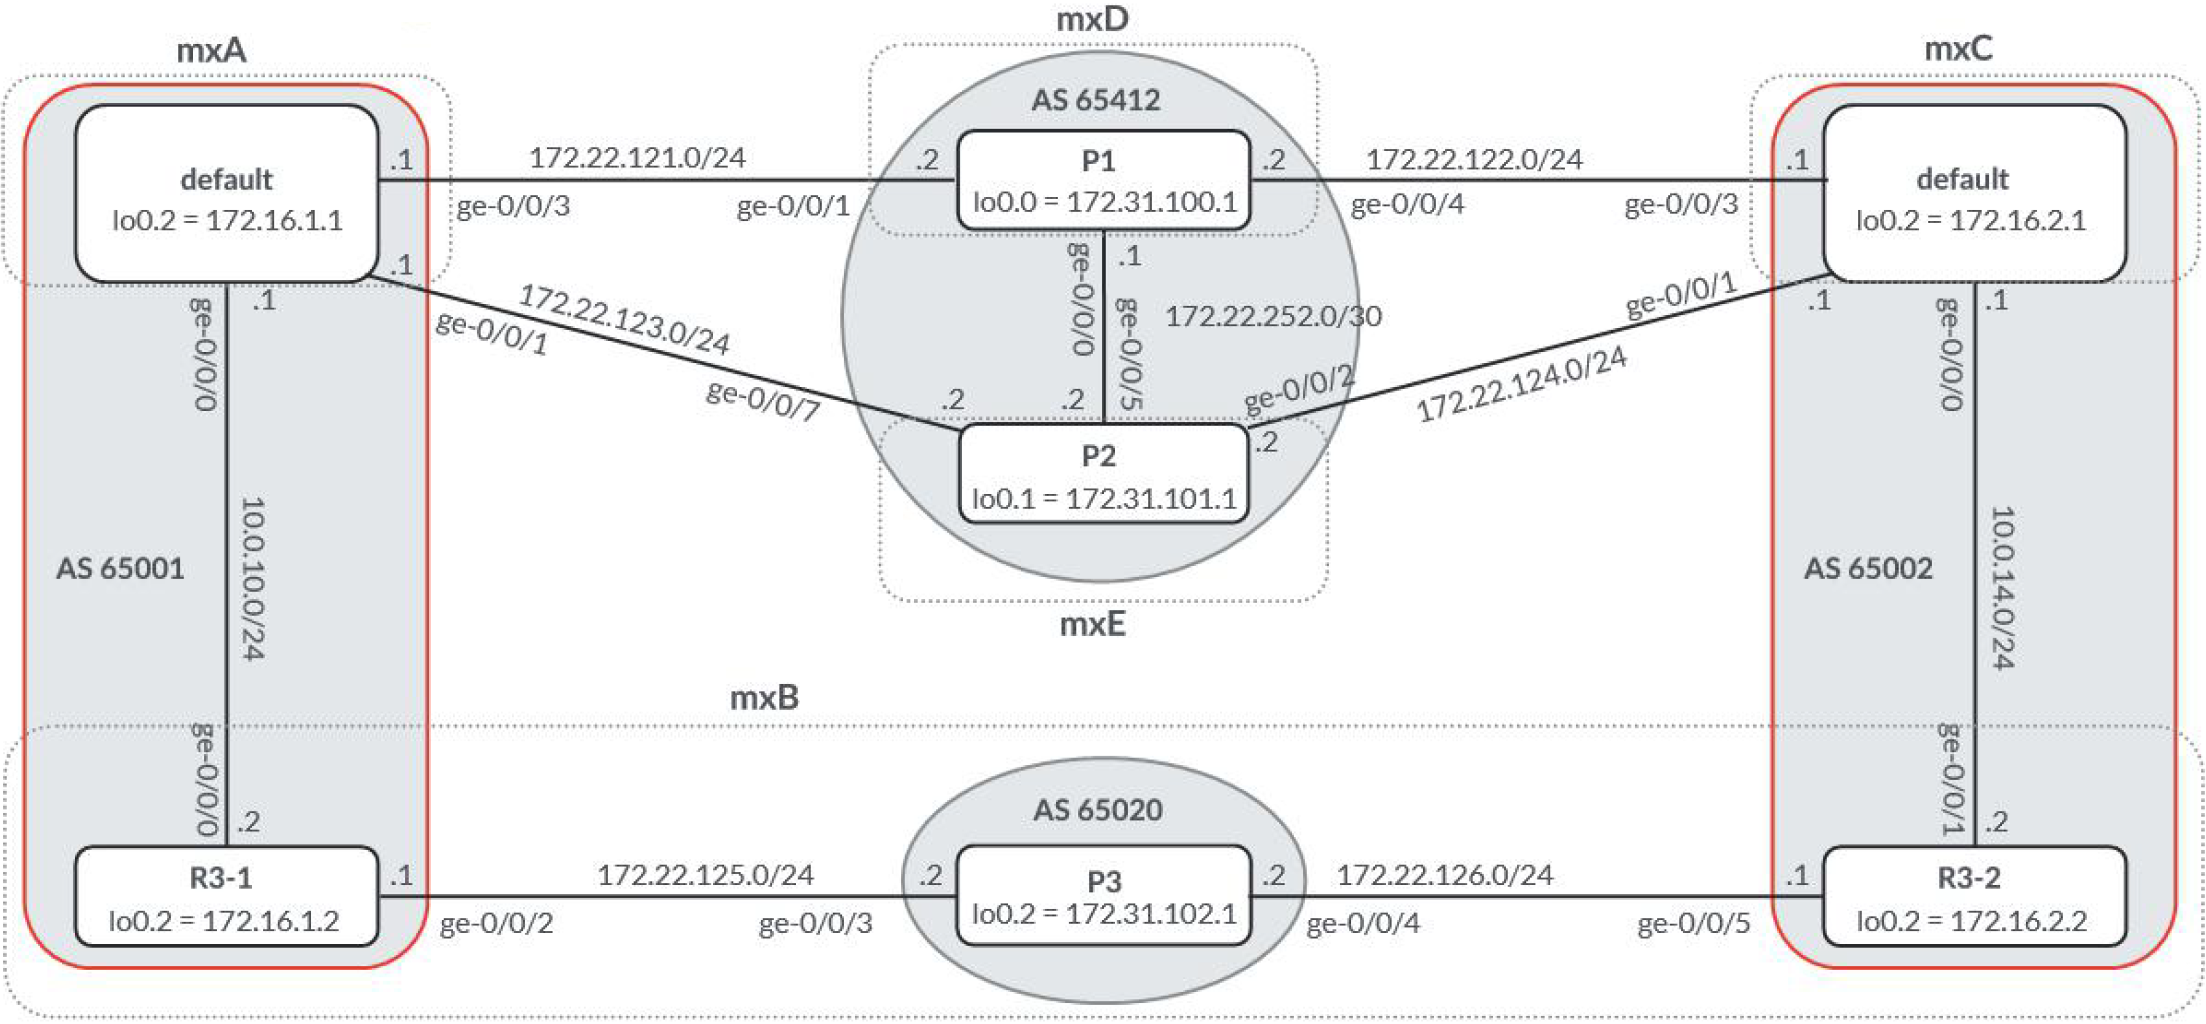 mxD
mxA
mxC
AS 65412
default
lo0.2 = 172.16.1.1
.1
172.22.121.0/24
.2
P1
lo0.0 = 172.31.100.1
.2
172.22.122.0/24
.1
default
lo0.2 = 172.16.2.1
ge-0/0/3
ge-0/0/1
ge-0/0/4
ge-0/0/3
.1
.1
172.22.123.0/24
ge-0/0/1
ge-0/0/7
.2
ge-0/0/0
.1
ge-0/0/5
172.22.252.0/30
.2
ge-0/0/2
.2
ge-0/0/1
172.22.124.0/24
.1
.1
ge-0/0/0
ge-0/0/0
P2
lo0.1 = 172.31.101.1
mxE
AS 65001
10.0.10.0/24
AS 65002
10.0.14.0/24
mxB
ge-0/0/0
.2
ge-0/0/1
.2
AS 65020
R3-1
lo0.2 = 172.16.1.2
.1
172.22.125.0/24
.2
P3
lo0.2 = 172.31.102.1
.2
172.22.126.0/24
.1
R3-2
lo0.2 = 172.16.2.2
ge-0/0/2
ge-0/0/3
ge-0/0/4
ge-0/0/5